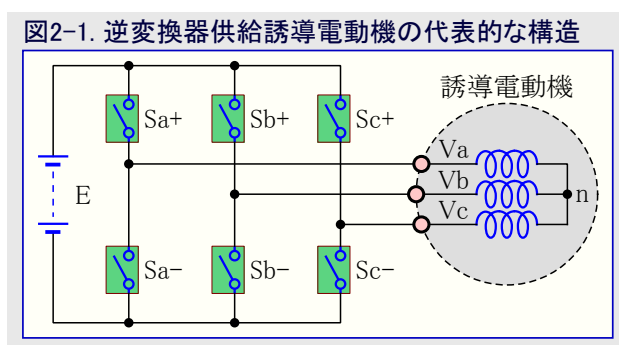 図2-1. 逆変換器供給誘導電動機の代表的な構造
誘導電動機
Sa+
Sb+
Sc+
Va
Vb
Vc
n
E
Sa-
Sb-
Sc-